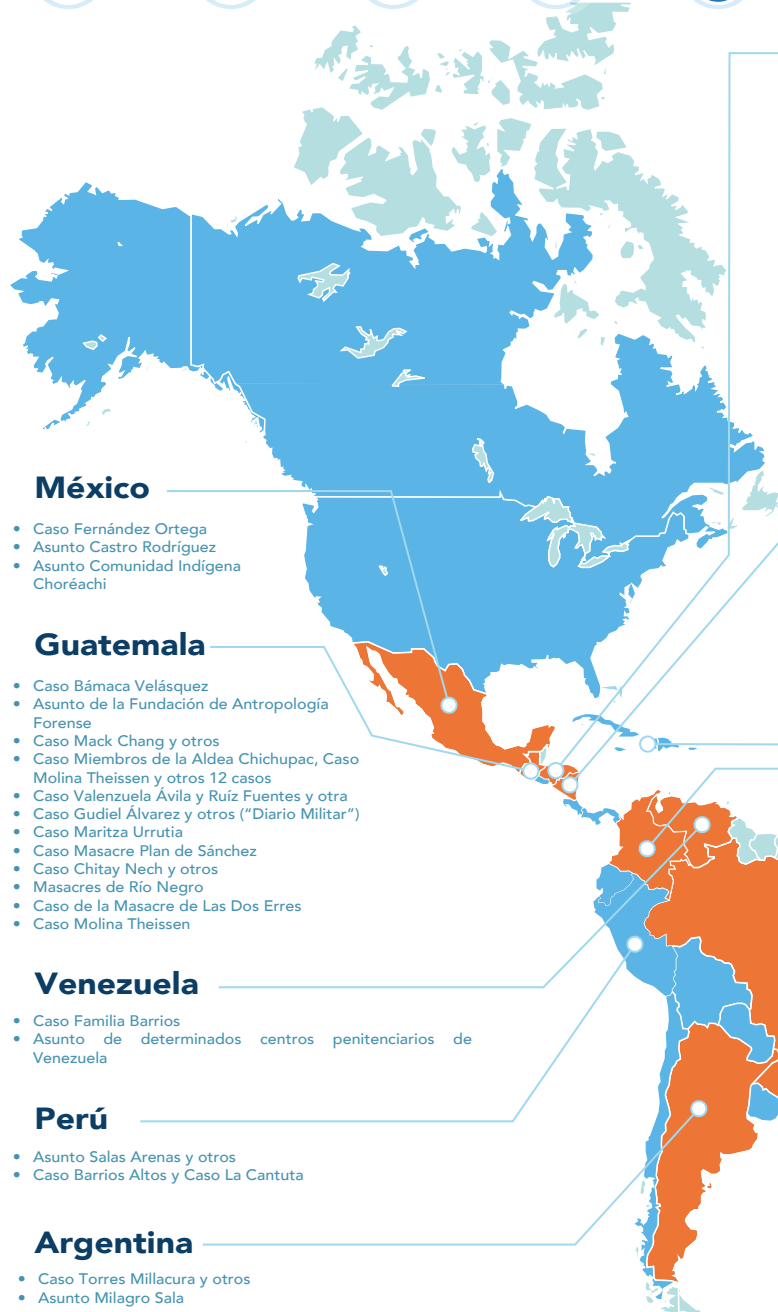 México
• Caso Fernández Ortega
• Asunto Castro Rodríguez
• Asunto Comunidad Indígena
Choréachi
Guatemala
• Caso Bámaca Velásquez
• Asunto de la Fundación de Antropología
Forense
• Caso Mack Chang y otros
• Caso Miembros de la Aldea Chichupac, Caso
Molina Theissen y otros 12 casos
• Caso Valenzuela Ávila y Ruíz Fuentes y otra
• Caso Gudiel Álvarez y otros (“Diario Militar”)
• Caso Maritza Urrutia
• Caso Masacre Plan de Sánchez
• Caso Chitay Nech y otros
• Masacres de Río Negro
• Caso de la Masacre de Las Dos Erres
• Caso Molina Theissen
Venezuela
• Caso Familia Barrios
• Asunto de determinados centros penitenciarios de
Venezuela
Perú
• Asunto Salas Arenas y otros
• Caso Barrios Altos y Caso La Cantuta
Argentina
• Caso Torres Millacura y otros
• Asunto Milagro Sala